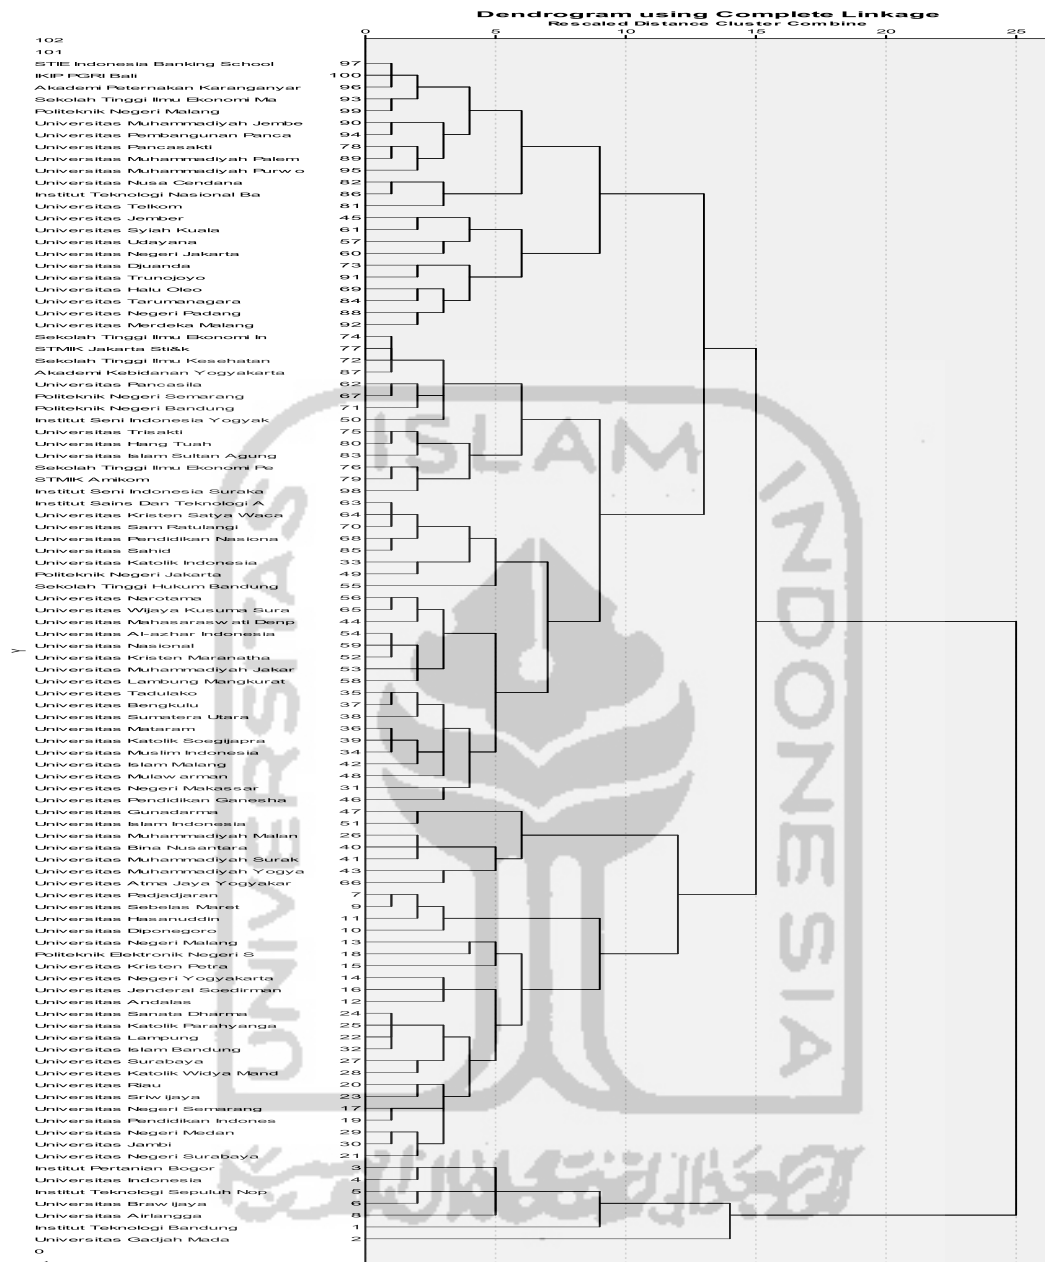 Dendrogram using Complete Linkage
Rescaled Distance Cluster Combine
0 5 10 15 20 25
102
101
STIE Indonesia Banking School 97
IKIP PGRI Bali 100
Akademi Peternakan Karanganyar 96
Sekolah Tinggi Ilmu Ekonomi Ma 93
Politeknik Negeri Malang 99
Universitas Muhammadiyah Jembe 90
Universitas Pembangunan Panca 94
Universitas Pancasakti 78
Universitas Muhammadiyah Palem 89
Universitas Muhammadiyah Purwo 95
Universitas Nusa Cendana 82
Institut Teknologi Nasional Ba 86
Universitas Telkom 81
Universitas Jember 45
Universitas Syiah Kuala 61
Universitas Udayana 57
Universitas Negeri Jakarta 60
Universitas Djuanda 73
Universitas Trunojoyo 91
Universitas Halu Oleo 69
Universitas Tarumanagara 84
Universitas Negeri Padang 88
Universitas Merdeka Malang 92
Sekolah Tinggi Ilmu Ekonomi In 74
STMIK Jakarta Sti&k 77
Sekolah Tinggi Ilmu Kesehatan 72
Akademi Kebidanan Yogyakarta 87
Universitas Pancasila 62
Politeknik Negeri Semarang 67
Politeknik Negeri Bandung 71
Institut Seni Indonesia Yogyak 50
Universitas Trisakti 75
Universitas Hang Tuah 80
Universitas Islam Sultan Agung 83
Sekolah Tinggi Ilmu Ekonomi Pe 76
STMIK Amikom 79
Institut Seni Indonesia Suraka 98
Institut Sains Dan Teknologi A 63
Universitas Kristen Satya Waca 64
Universitas Sam Ratulangi 70
Universitas Pendidikan Nasiona 68
Universitas Sahid 85
Universitas Katolik Indonesia 33
Politeknik Negeri Jakarta 49
Sekolah Tinggi Hukum Bandung 55
Universitas Narotama 56
Universitas Wijaya Kusuma Sura 65
Universitas Mahasaraswati Denp 44
Universitas Al-azhar Indonesia 54
Universitas Nasional 59
Universitas Kristen Maranatha 52
Universitas Muhammadiyah Jakar 53
Universitas Lambung Mangkurat 58
Universitas Tadulako 35
Universitas Bengkulu 37
Universitas Sumatera Utara 38
Universitas Mataram 36
Universitas Katolik Soegijapra 39
Universitas Muslim Indonesia 34
Universitas Islam Malang 42
Universitas Mulawarman 48
Universitas Negeri Makassar 31
Universitas Pendidikan Ganesha 46
Universitas Gunadarma 47
Universitas Islam Indonesia 51
Universitas Muhammadiyah Malan 26
Universitas Bina Nusantara 40
Universitas Muhammadiyah Surak 41
Universitas Muhammadiyah Yogya 43
Universitas Atma Jaya Yogyakar 66
Universitas Padjadjaran 7
Universitas Sebelas Maret 9
Universitas Hasanuddin 11
Universitas Diponegoro 10
Universitas Negeri Malang 13
Politeknik Elektronik Negeri S 18
Universitas Kristen Petra 15
Universitas Negeri Yogyakarta 14
Universitas Jenderal Soedirman 16
Universitas Andalas 12
Universitas Sanata Dharma 24
Universitas Katolik Parahyanga 25
Universitas Lampung 22
Universitas Islam Bandung 32
Universitas Surabaya 27
Universitas Katolik Widya Mand 28
Universitas Riau 20
Universitas Sriwijaya 23
Universitas Negeri Semarang 17
Universitas Pendidikan Indones 19
Universitas Negeri Medan 29
Universitas Jambi 30
Universitas Negeri Surabaya 21
Institut Pertanian Bogor 3
Universitas Indonesia 4
Institut Teknologi Sepuluh Nop 5
Universitas Brawijaya 6
Universitas Airlangga 8
Institut Teknologi Bandung 1
Universitas Gadjah Mada 2
0
Y
UNIVERSITAS
ISLAM
INDONESIA